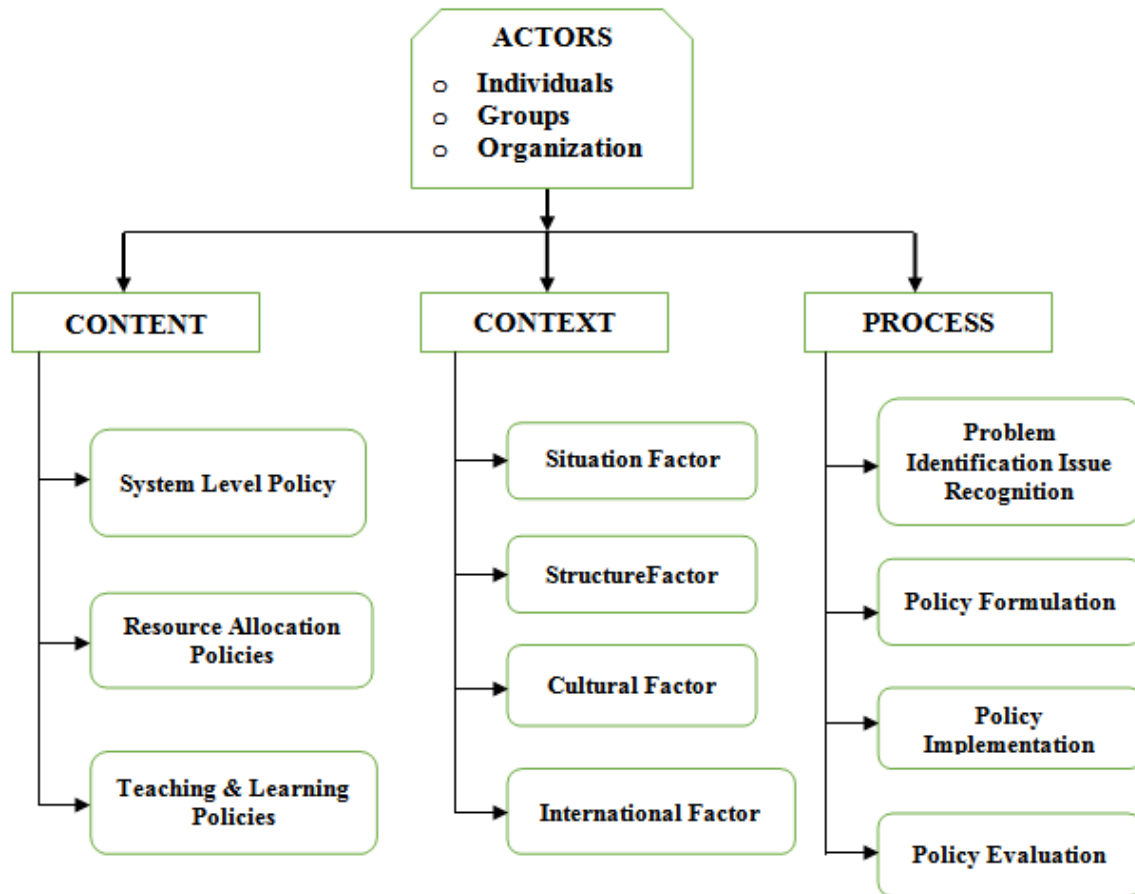 ACTORS
o Individuals
o Groups
o Organization
CONTENT
System Level Policy
Resource Allocation
Policies
Teaching & Learning
Policies
CONTEXT
Situation Factor
StructureFactor
Cultural Factor
International Factor
PROCESS
Problem
Identification Issue
Recognition
Policy Formulation
Policy
Implementation
Policy Evaluation